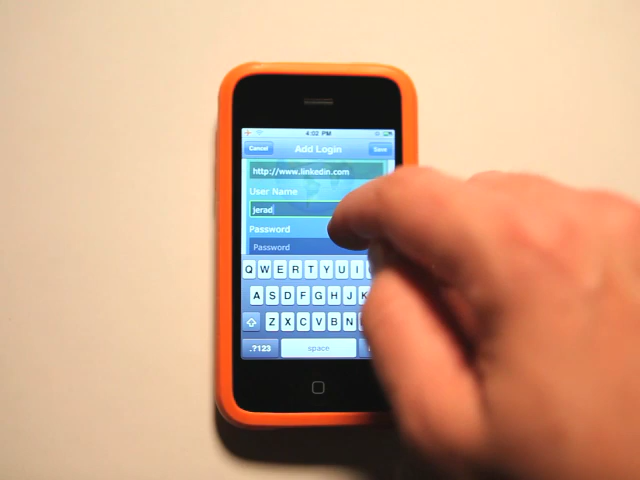 4:02 PM
Cancel Add Login Save
http://www.linkedin.com
User Name
jerad
Password
Password
Q W E R T Y U I
A S D F G H J K
Z X C V B N
.?123 space